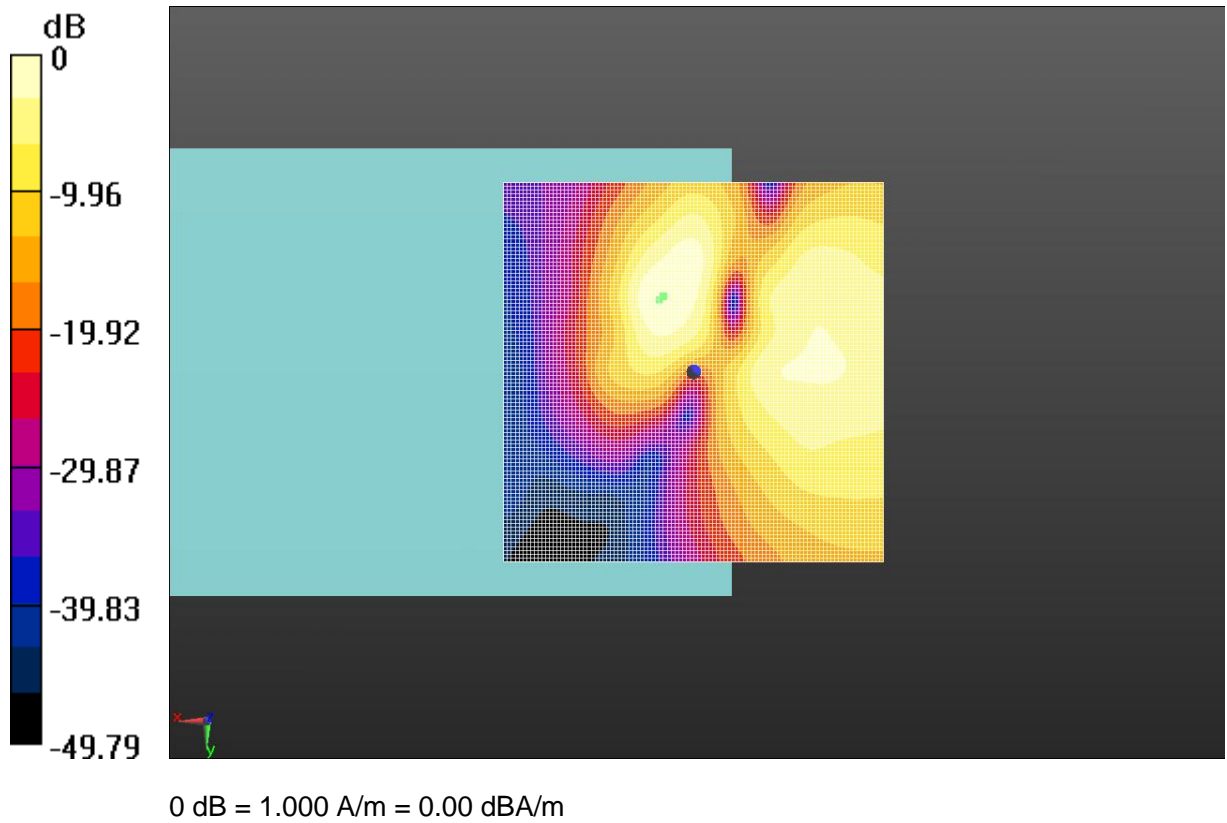 dB
0
-9.96
-19.92
-29.87
-39.83
-49.79
x
z
y
0 dB = 1.000 A/m = 0.00 dBA/m